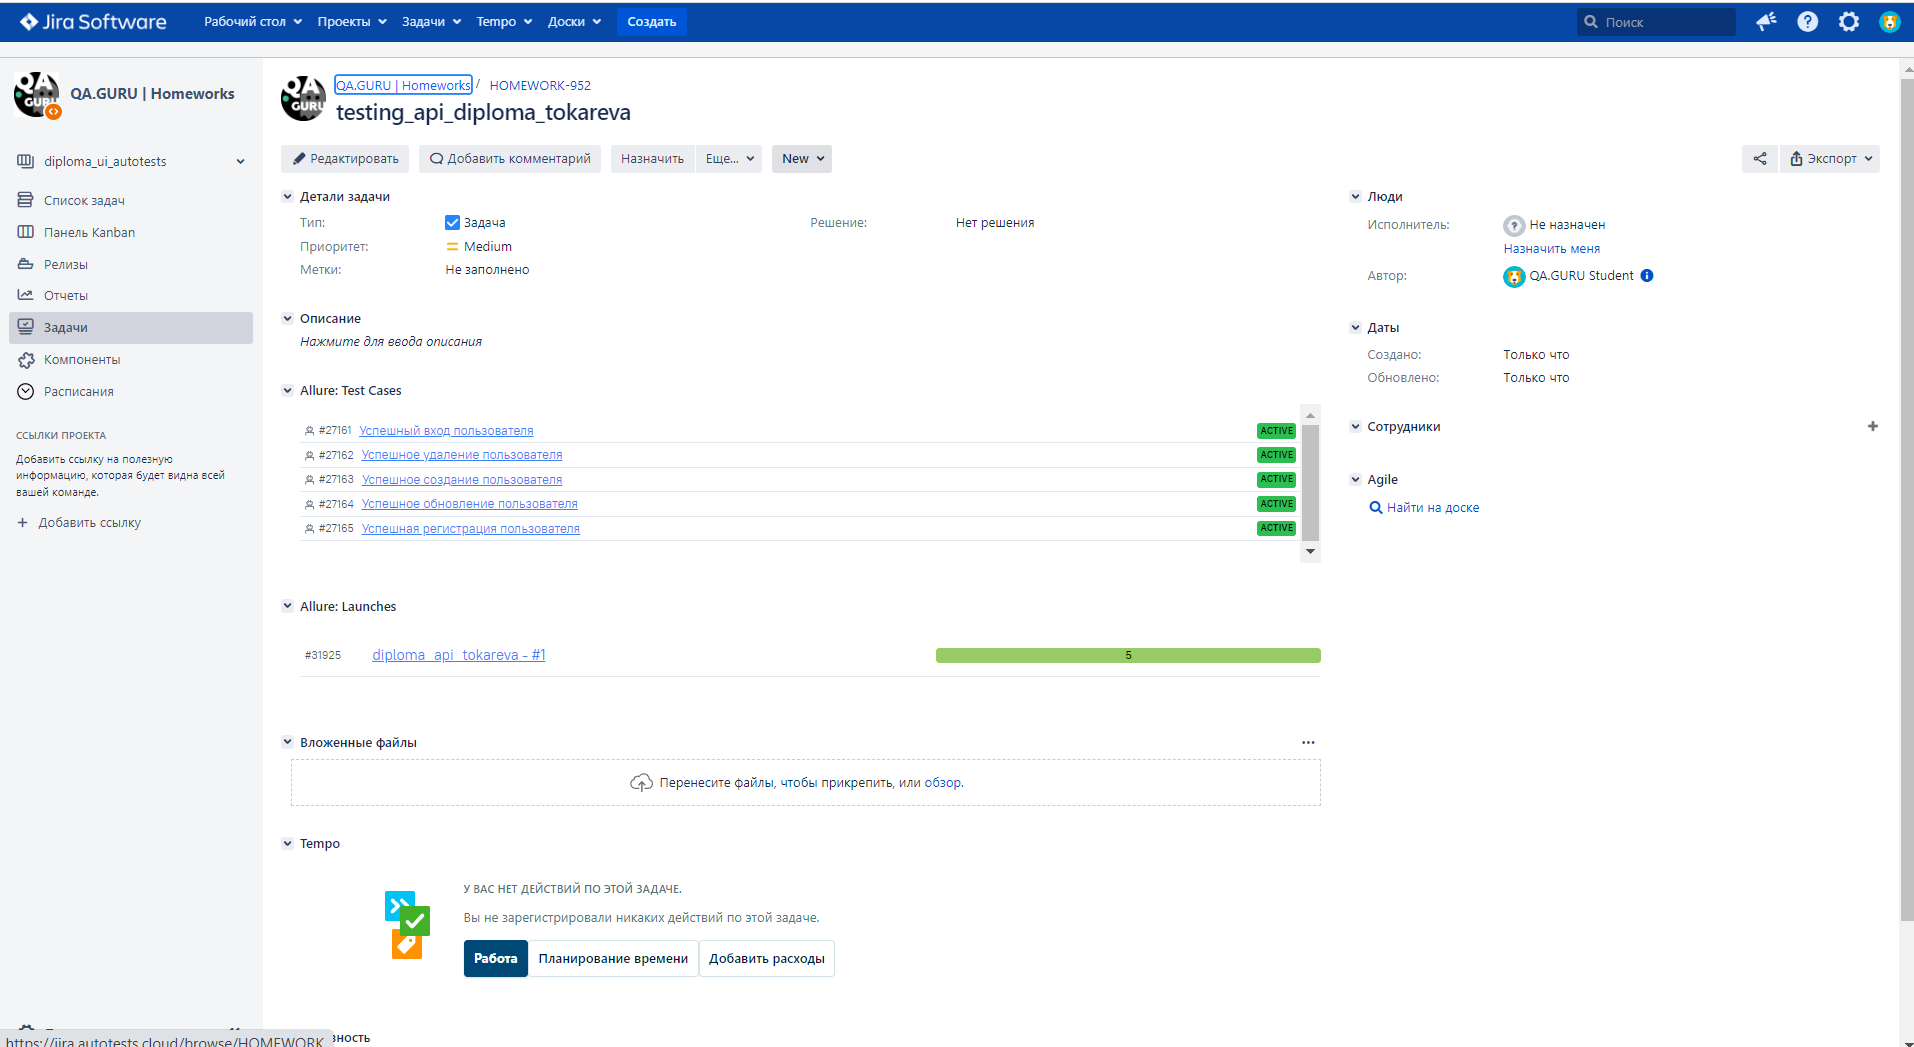 Jira Software
Рабочий стол Проекты Задачи Tempo Доски Создать
Поиск
QA GURU
QA.GURU | Homeworks
diploma_ui_autotests
Список задач
Панель Kanban
Релизы
Отчеты
Задачи
Компоненты
Расписания
ССЫЛКИ ПРОЕКТА
Добавить ссылку на полезную
информацию, которая будет видна всей
вашей команде.
+ Добавить ссылку
https://jira.autotests.cloud/browse/HOMEWORK
QA GURU
QA.GURU | Homeworks / HOMEWORK-952
testing_api_diploma_tokareva
Редактировать Добавить комментарий Назначить Еще... New
Экспорт
Детали задачи
Тип: Задача
Решение: Нет решения
Приоритет: Medium
Метки: Не заполнено
Описание
Нажмите для ввода описания
Allure: Test Cases
#27161 Успешный вход пользователя ACTIVE
#27162 Успешное удаление пользователя ACTIVE
#27163 Успешное создание пользователя ACTIVE
#27164 Успешное обновление пользователя ACTIVE
#27165 Успешная регистрация пользователя ACTIVE
Allure: Launches
#31925 diploma_api_tokareva - #1 5
Вложенные файлы
Перенесите файлы, чтобы прикрепить, или обзор.
Tempo
У ВАС НЕТ ДЕЙСТВИЙ ПО ЭТОЙ ЗАДАЧЕ.
Вы не зарегистрировали никаких действий по этой задаче.
Работа Планирование времени Добавить расходы
вность
Люди
Исполнитель: Не назначен
Назначить меня
Автор: QA.GURU Student
Даты
Создано: Только что
Обновлено: Только что
Сотрудники
Agile
Найти на доске